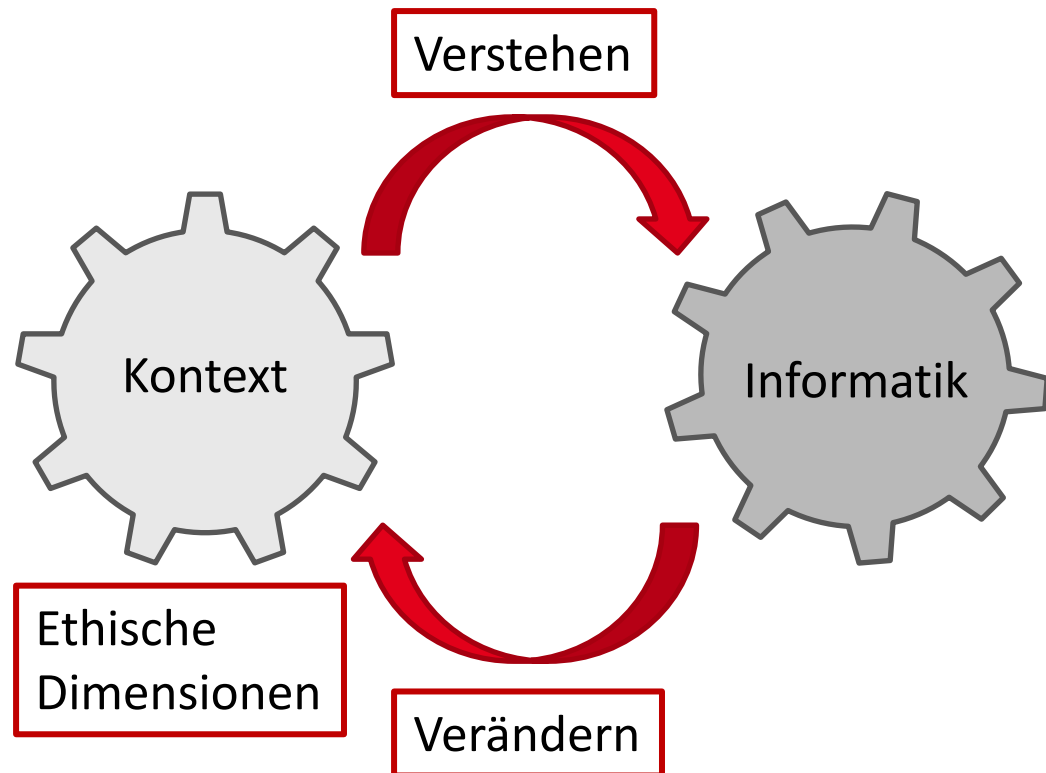 Verstehen
Kontext
Informatik
Ethische
Dimensionen
Verändern